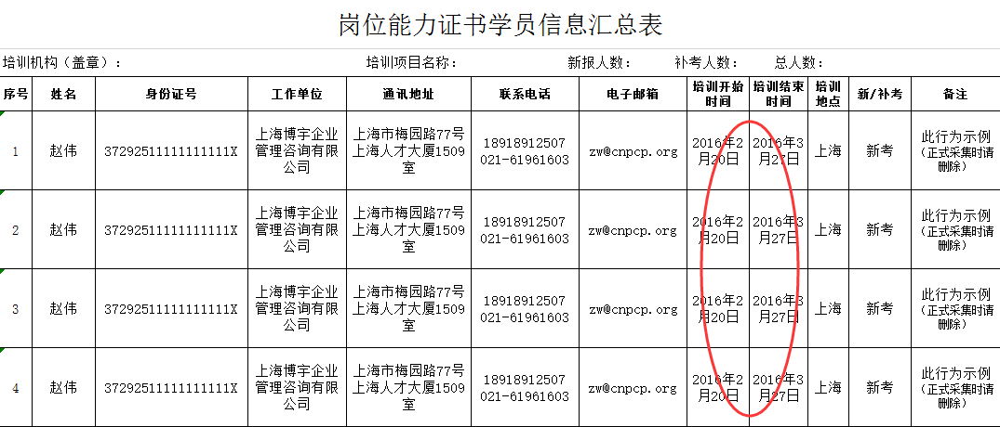 岗位能力证书学员信息汇总表
培训机构（盖章）： 培训项目名称： 新报人数： 补考人数： 总人数：
序号 姓名 身份证号 工作单位 通讯地址 联系电话 电子邮箱 培训开始时间 培训结束时间 培训地点 新/补考 备注
1 赵伟 37292511111111111X 上海博宇企业管理咨询有限公司 上海市梅园路77号上海人才大厦1509室 18918912507 021-61961603 zw@cnpcp.org 2016年2月20日 2016年3月27日 上海 新考 此行为示例（正式采集时请删除）
2 赵伟 37292511111111111X 上海博宇企业管理咨询有限公司 上海市梅园路77号上海人才大厦1509室 18918912507 021-61961603 zw@cnpcp.org 2016年2月20日 2016年3月27日 上海 新考 此行为示例（正式采集时请删除）
3 赵伟 37292511111111111X 上海博宇企业管理咨询有限公司 上海市梅园路77号上海人才大厦1509室 18918912507 021-61961603 zw@cnpcp.org 2016年2月20日 2016年3月27日 上海 新考 此行为示例（正式采集时请删除）
4 赵伟 37292511111111111X 上海博宇企业管理咨询有限公司 上海市梅园路77号上海人才大厦1509室 18918912507 021-61961603 zw@cnpcp.org 2016年2月20日 2016年3月27日 上海 新考 此行为示例（正式采集时请删除）